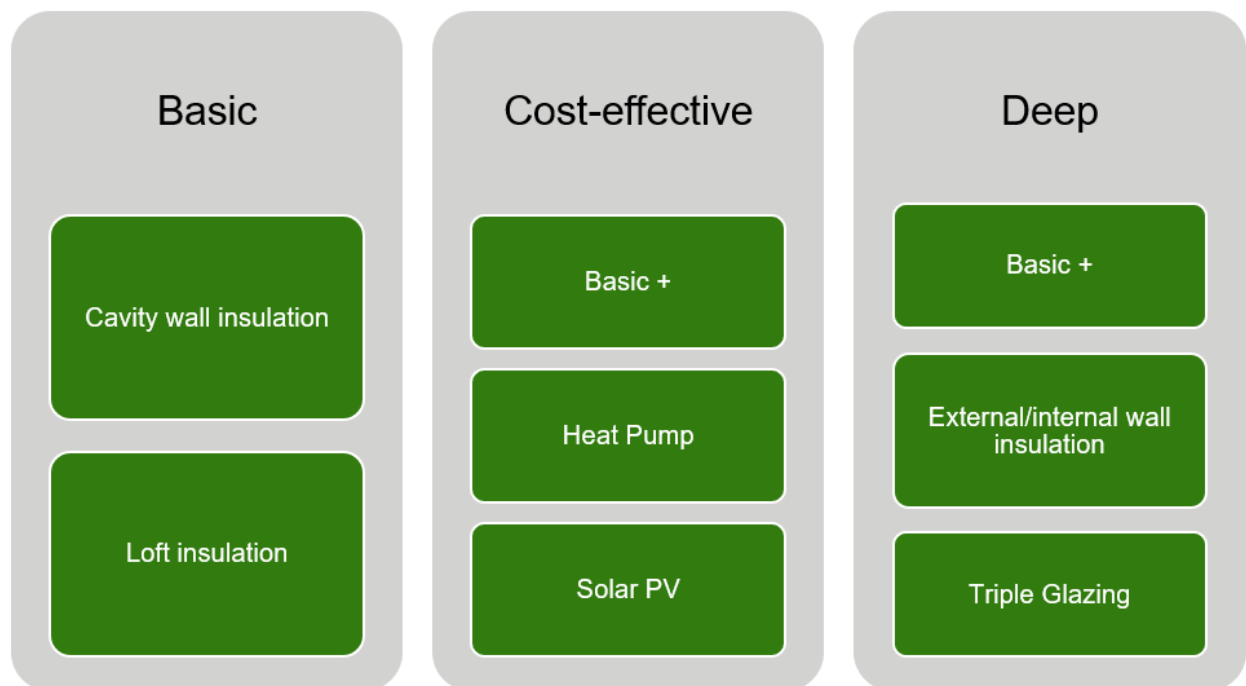 Basic
Cavity wall insulation
Loft insulation
Cost-effective
Basic +
Heat Pump
Solar PV
Deep
Basic +
External/internal wall
insulation
Triple Glazing